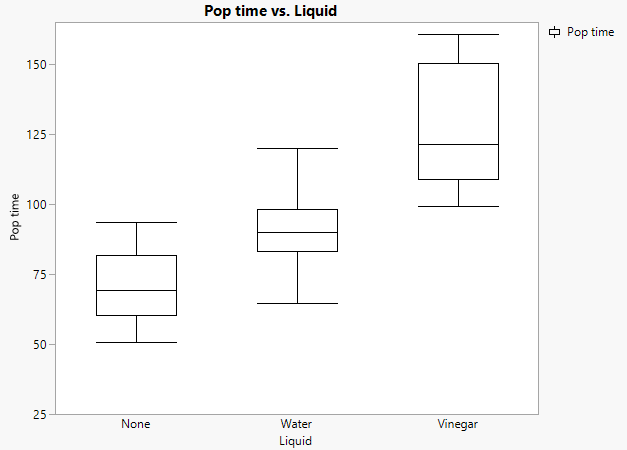 Pop time vs. Liquid
Pop time
150
125
100
75
50
25
Pop time
None Water Vinegar
Liquid